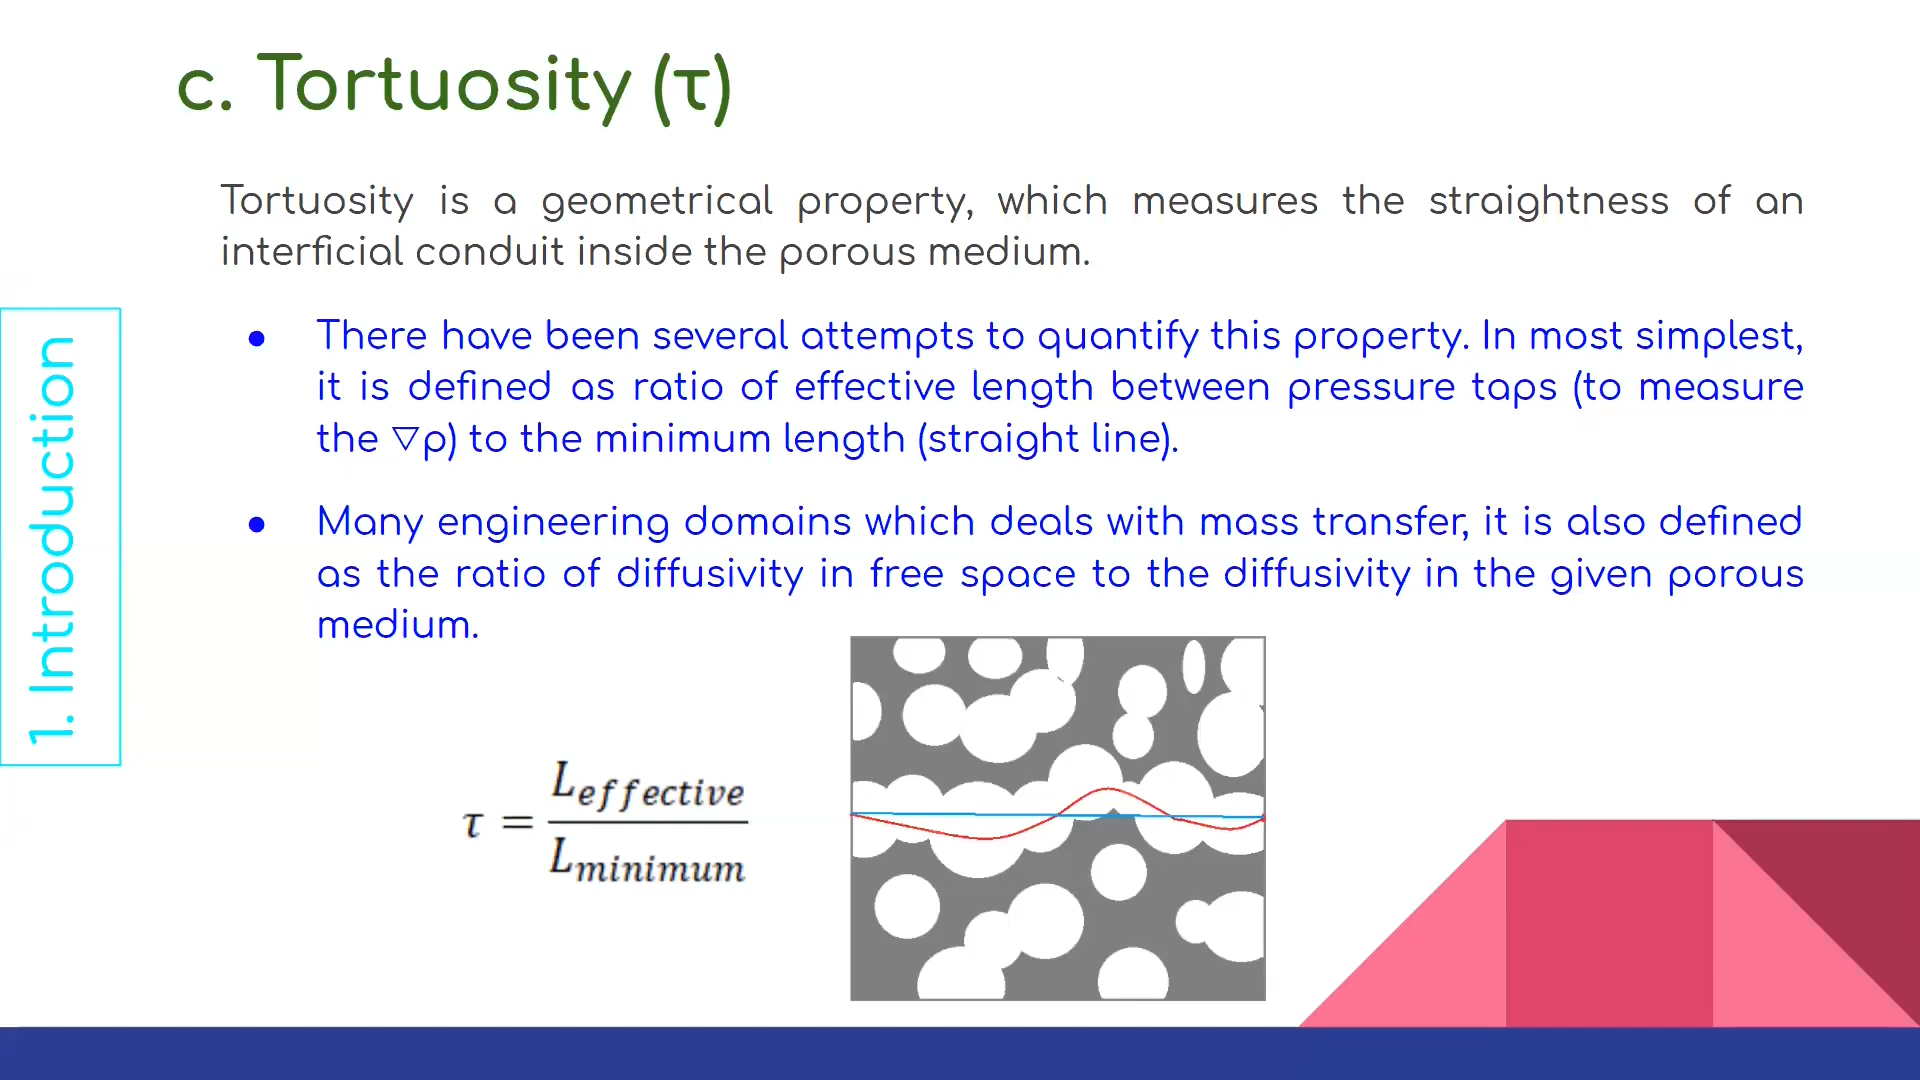 c. Tortuosity (τ)
Tortuosity is a geometrical property, which measures the straightness of an
interficial conduit inside the porous medium.
● There have been several attempts to quantify this property. In most simplest,
it is defined as ratio of effective length between pressure taps (to measure
the ▽p) to the minimum length (straight line).
● Many engineering domains which deals with mass transfer, it is also defined
as the ratio of diffusivity in free space to the diffusivity in the given porous
medium.
1. Introduction
τ = L_effective / L_minimum